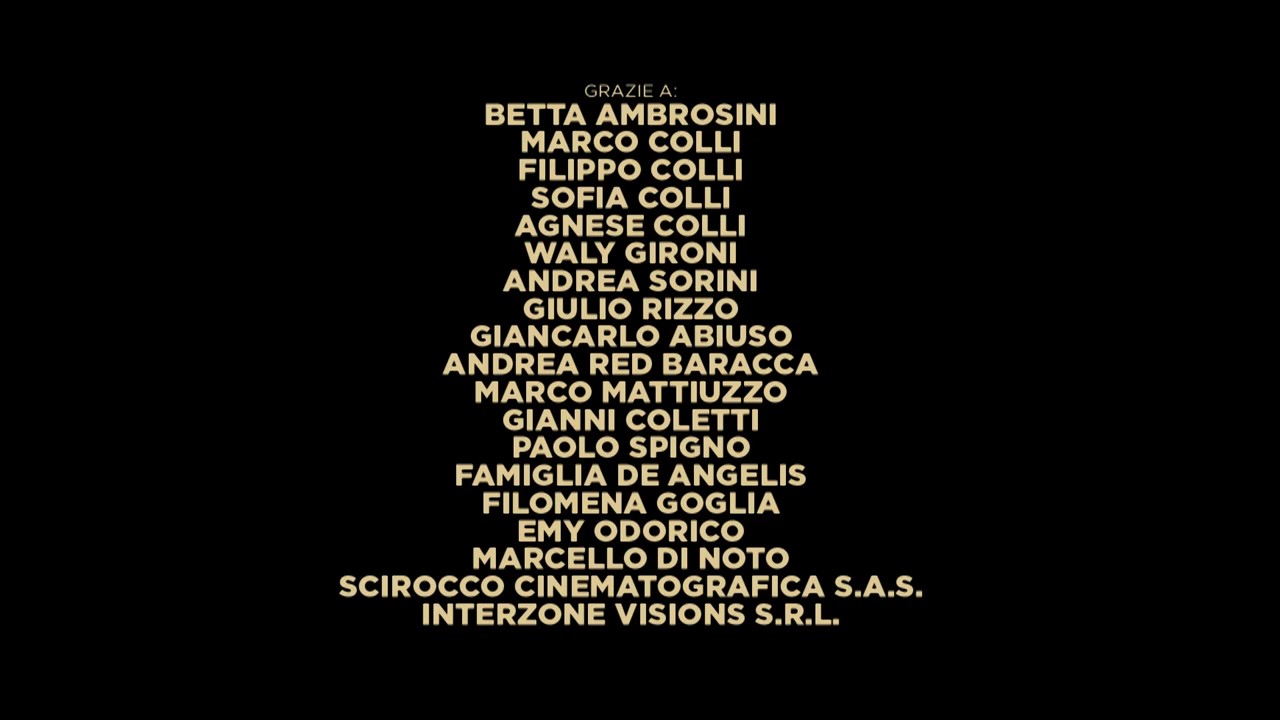 GRAZIE A:
BETTA AMBROSINI
MARCO COLLI
FILIPPO COLLI
SOFIA COLLI
AGNESE COLLI
WALY GIRONI
ANDREA SORINI
GIULIO RIZZO
GIANCARLO ABIUSO
ANDREA RED BARACCA
MARCO MATTIUZZO
GIANNI COLETTI
PAOLO SPIGNO
FAMIGLIA DE ANGELIS
FILOMENA GOGLIA
EMY ODORICO
MARCELLO DI NOTO
SCIROCCO CINEMATOGRAFICA S.A.S.
INTERZONE VISIONS S.R.L.